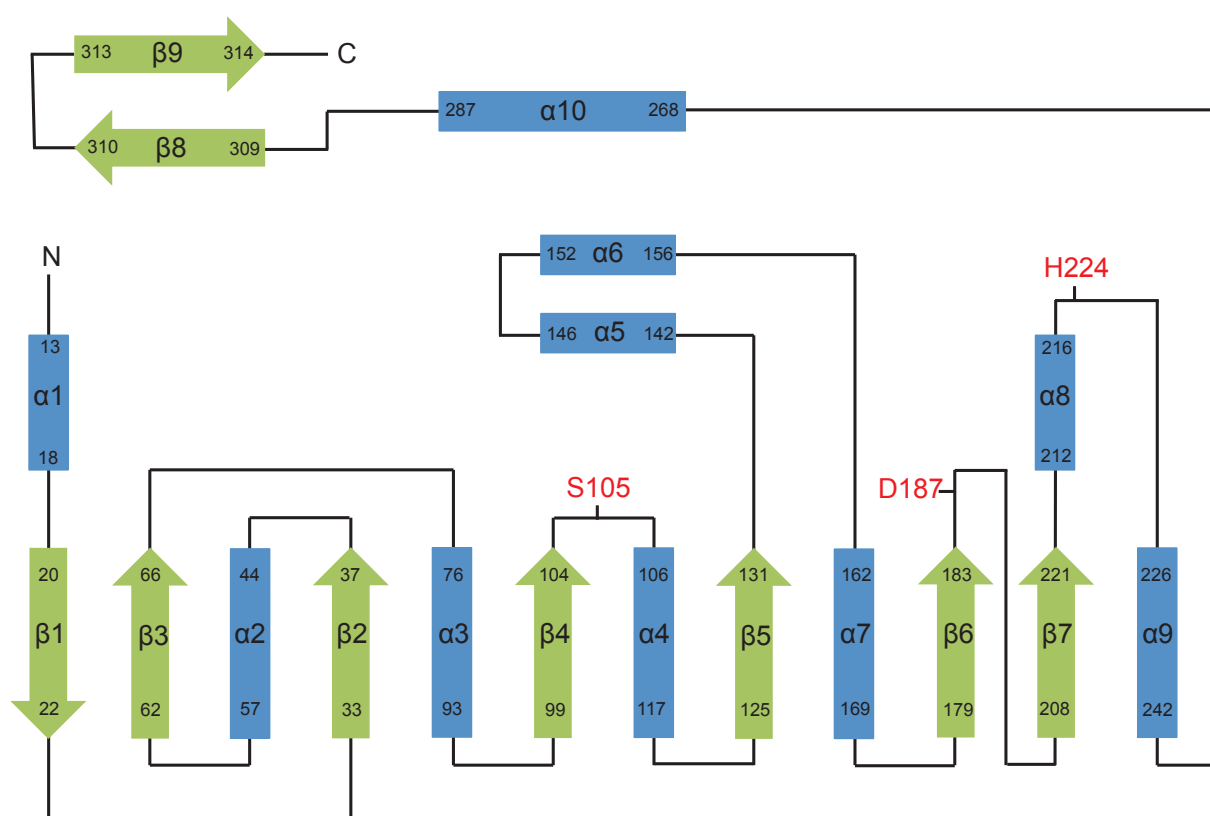 313 β9 314 C
287 α10 268
310 β8 309
N
152 α6 156
H224
146 α5 142
13 216
α1 α8
18 212
S105 D187
20 66 44 37 76 104 106 131 162 183 221 226
β1 β3 α2 β2 α3 β4 α4 β5 α7 β6 β7 α9
22 62 57 33 93 99 117 125 169 179 208 242